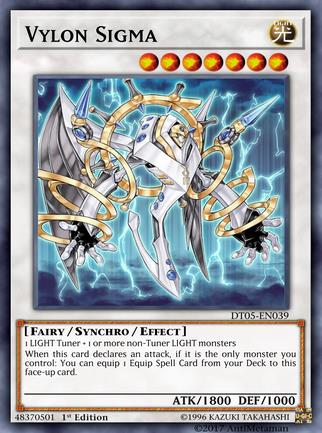 Vylon Sigma
LIGHT
光
DT05-EN039
[Fairy / Synchro / Effect]
1 LIGHT Tuner + 1 or more non-Tuner LIGHT monsters
When this card declares an attack, if it is the only monster you
control: You can equip 1 Equip Spell Card from your Deck to this
face-up card.
ATK/1800 DEF/1000
48370501 1st Edition ©1996 KAZUKI TAKAHASHI
©2017 AntiMetaman